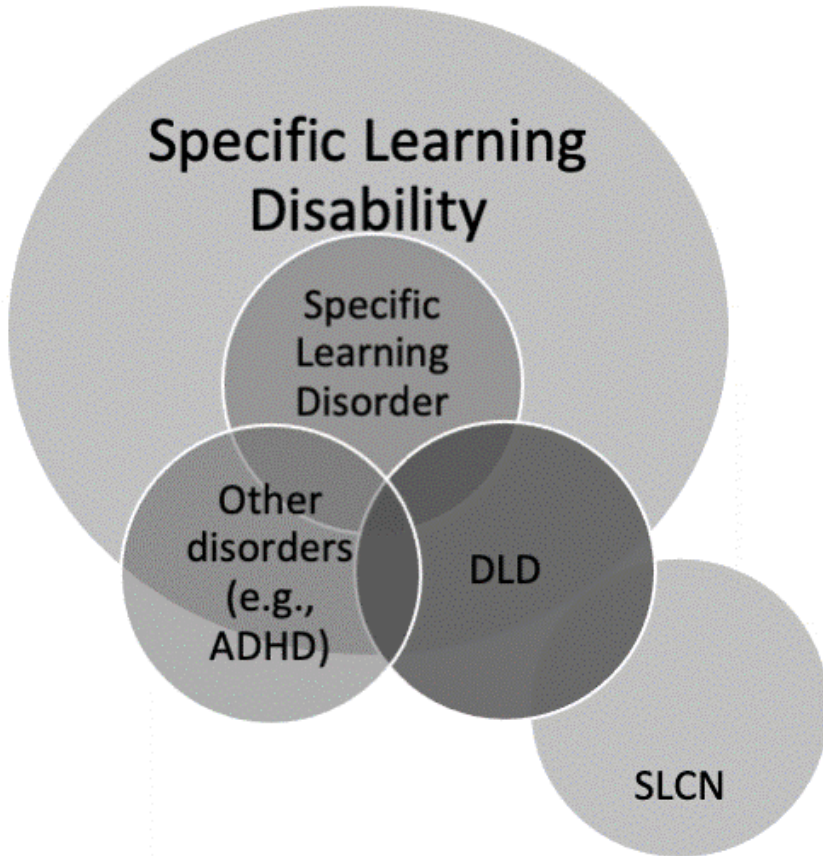 Specific Learning
Disability
Specific
Learning
Disorder
Other
disorders
(e.g.,
ADHD)
DLD
SLCN